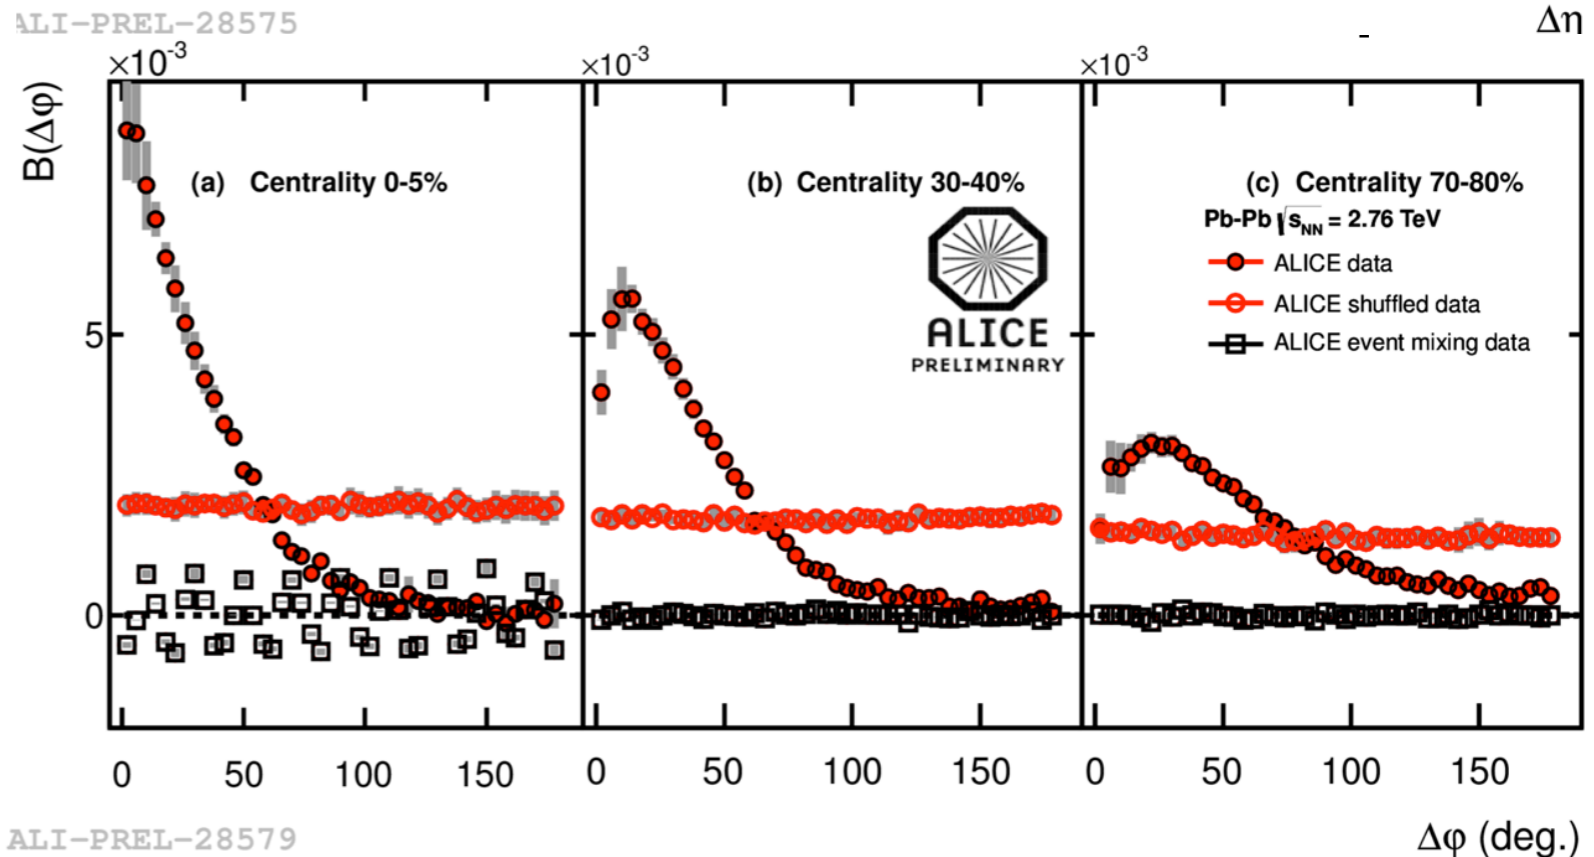 ALI-PREL-28575
Δη
×10⁻³ ×10⁻³ ×10⁻³
B(Δφ)
(a) Centrality 0-5%
(b) Centrality 30-40%
(c) Centrality 70-80%
Pb-Pb √sNN = 2.76 TeV
ALICE data
ALICE shuffled data
ALICE event mixing data
ALICE
PRELIMINARY
5
0
0 50 100 150 0 50 100 150 0 50 100 150
Δφ (deg.)
ALI-PREL-28579